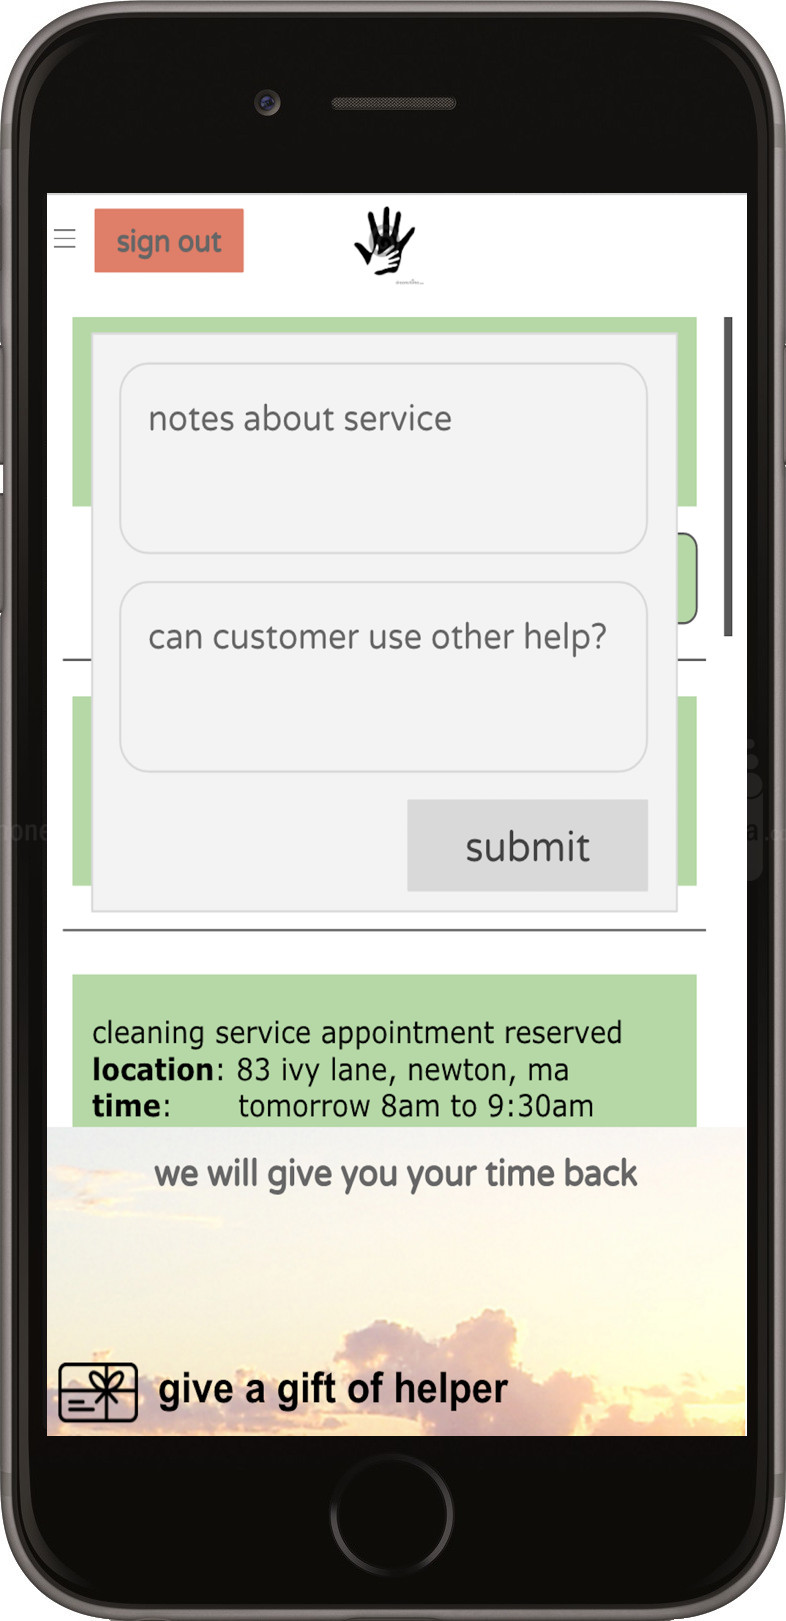 sign out
notes about service
can customer use other help?
submit
cleaning service appointment reserved
location: 83 ivy lane, newton, ma
time: tomorrow 8am to 9:30am
we will give you your time back
give a gift of helper